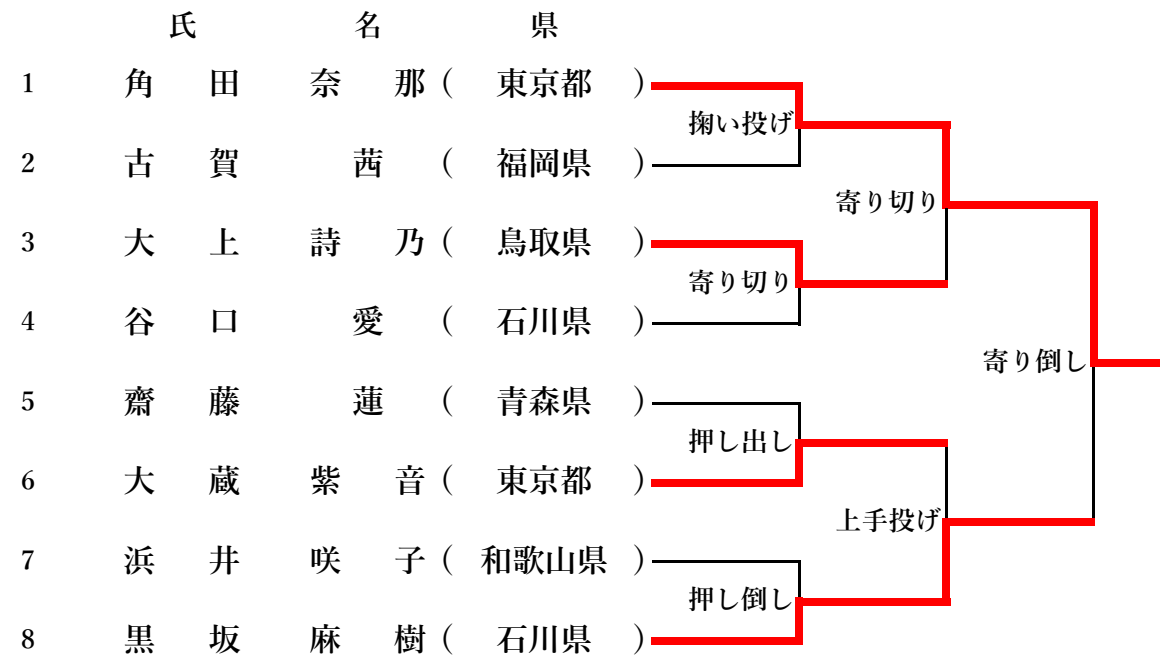 氏 名 県
1 角 田 奈 那 ( 東京都 )
掬い投げ
2 古 賀 茜 ( 福岡県 )
寄り切り
3 大 上 詩 乃 ( 鳥取県 )
寄り切り
4 谷 口 愛 ( 石川県 )
寄り倒し
5 齋 藤 蓮 ( 青森県 )
押し出し
6 大 蔵 紫 音 ( 東京都 )
上手投げ
7 浜 井 咲 子 ( 和歌山県 )
押し倒し
8 黒 坂 麻 樹 ( 石川県 )